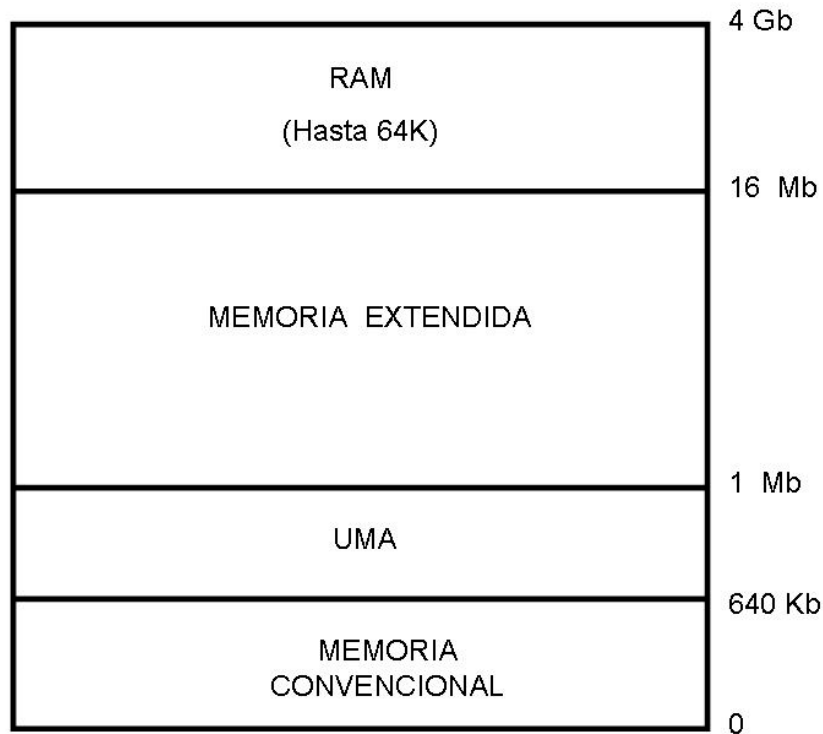 4 Gb
RAM
(Hasta 64K)
16 Mb
MEMORIA EXTENDIDA
1 Mb
UMA
640 Kb
MEMORIA
CONVENCIONAL
0